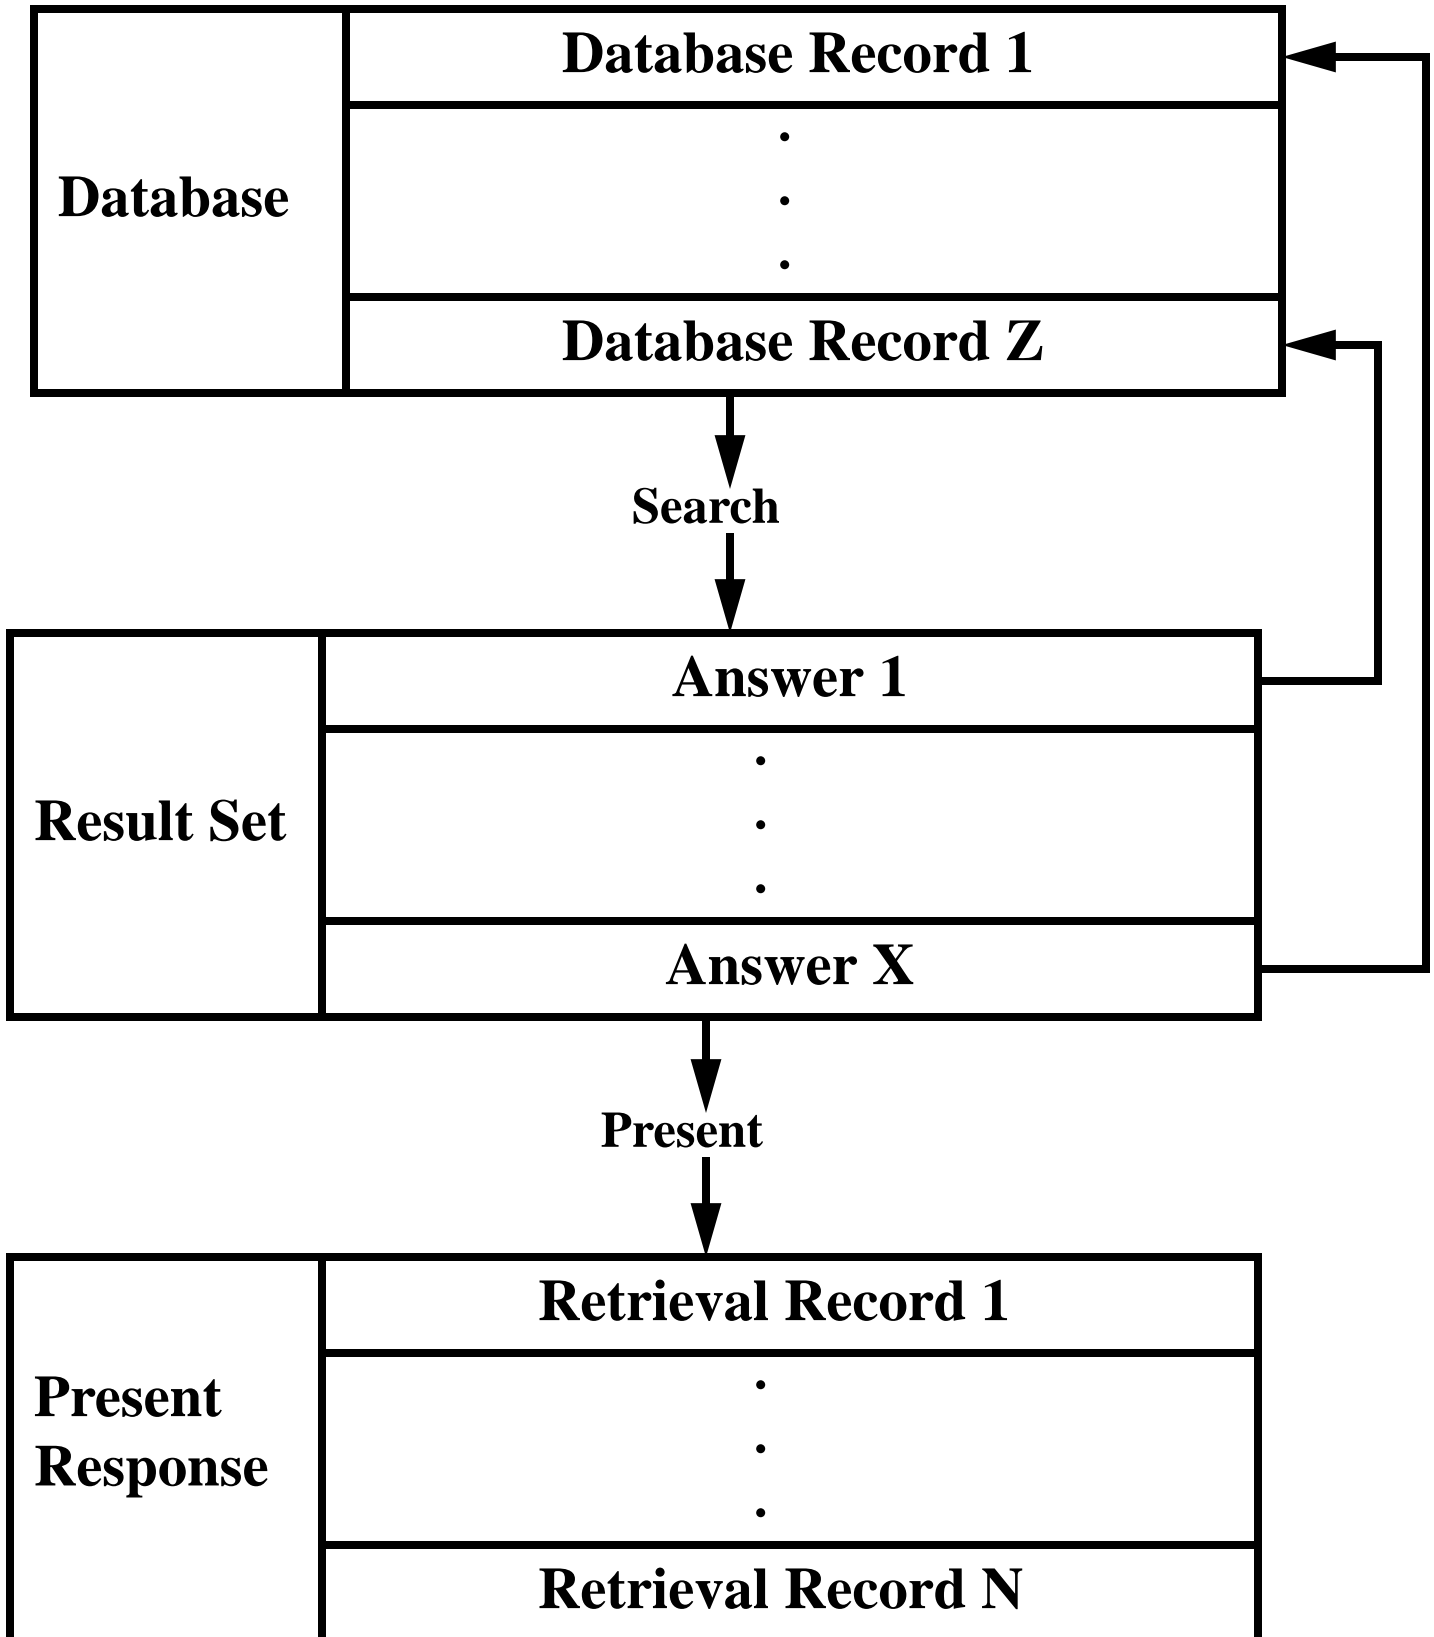 Database Record 1
.
.
.
Database
Database Record Z
Search
Answer 1
.
.
.
Result Set
Answer X
Present
Retrieval Record 1
.
.
.
Present
Response
Retrieval Record N